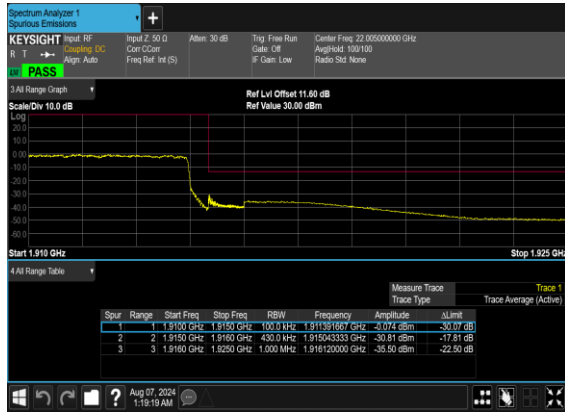 Spectrum Analyzer 1
Spurious Emissions
KEYSIGHT Input: RF Input Z: 50 Ω Atten: 30 dB Trig: Free Run Center Freq: 22.005000000 GHz
R T Coupling: DC Corr CCorr Gate: Off Avg|Hold: 100/100
Align: Auto Freq Ref: Int (S) IF Gain: Low Radio Std: None
PASS
3 All Range Graph
Ref Lvl Offset 11.60 dB
Scale/Div 10.0 dB Ref Value 30.00 dBm
Log
20.0
10.0
0.00
-10.0
-20.0
-30.0
-40.0
-50.0
-60.0
Start 1.910 GHz Stop 1.925 GHz
4 All Range Table
Measure Trace Trace 1
Trace Type Trace Average (Active)
Spur Range Start Freq Stop Freq RBW Frequency Amplitude ΔLimit
1 1 1.9100 GHz 1.9150 GHz 100.0 kHz 1.911391667 GHz -0.074 dBm -30.07 dB
2 2 1.9150 GHz 1.9160 GHz 430.0 kHz 1.915043333 GHz -30.81 dBm -17.81 dB
3 3 1.9160 GHz 1.9250 GHz 1.000 MHz 1.916120000 GHz -35.50 dBm -22.50 dB
Aug 07, 2024
1:19:19 AM